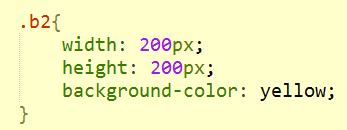 .b2{
    width: 200px;
    height: 200px;
    background-color: yellow;
}